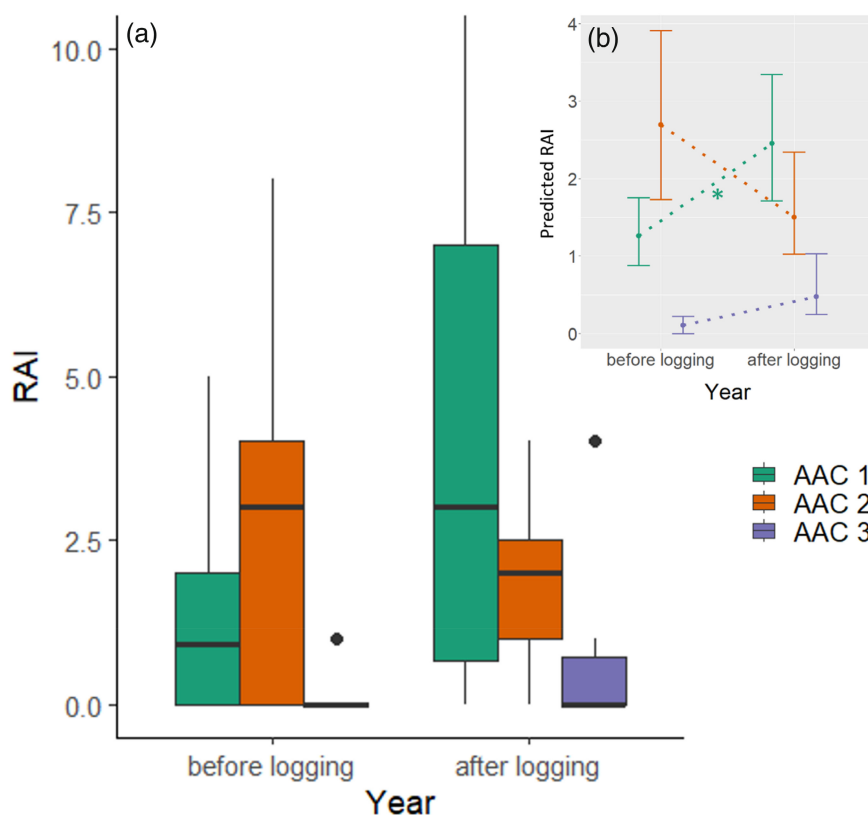 (a)
10.0
7.5
5.0
2.5
0.0
RAI
before logging after logging
Year
(b)
4
3
2
1
0
Predicted RAI
*
before logging after logging
Year
AAC 1
AAC 2
AAC 3